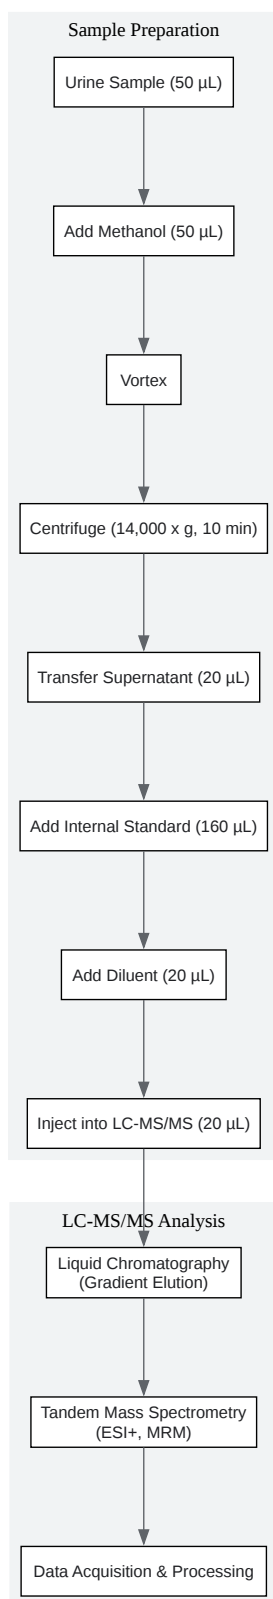 Sample Preparation
Urine Sample (50 µL)
Add Methanol (50 µL)
Vortex
Centrifuge (14,000 x g, 10 min)
Transfer Supernatant (20 µL)
Add Internal Standard (160 µL)
Add Diluent (20 µL)
Inject into LC-MS/MS (20 µL)
LC-MS/MS Analysis
Liquid Chromatography
(Gradient Elution)
Tandem Mass Spectrometry
(ESI+, MRM)
Data Acquisition & Processing